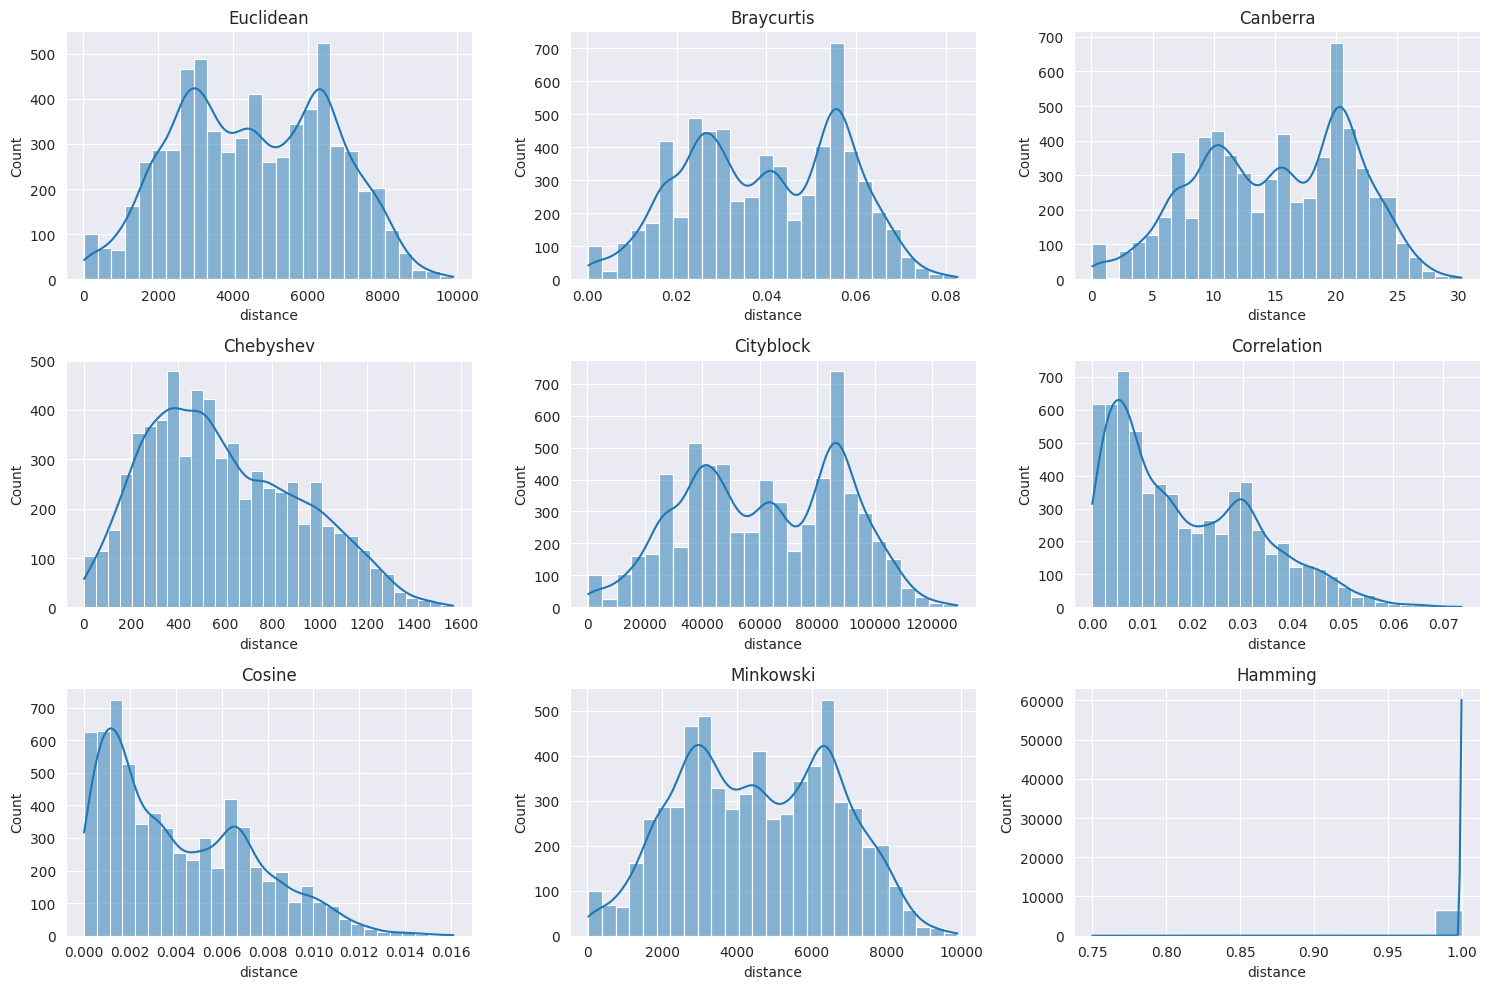 Euclidean
Count
500
400
300
200
100
0
0 2000 4000 6000 8000 10000
distance
Braycurtis
Count
700
600
500
400
300
200
100
0
0.00 0.02 0.04 0.06 0.08
distance
Canberra
Count
700
600
500
400
300
200
100
0
0 5 10 15 20 25 30
distance
Chebyshev
Count
500
400
300
200
100
0
0 200 400 600 800 1000 1200 1400 1600
distance
Cityblock
Count
700
600
500
400
300
200
100
0
0 20000 40000 60000 80000 100000 120000
distance
Correlation
Count
700
600
500
400
300
200
100
0
0.00 0.01 0.02 0.03 0.04 0.05 0.06 0.07
distance
Cosine
Count
700
600
500
400
300
200
100
0
0.000 0.002 0.004 0.006 0.008 0.010 0.012 0.014 0.016
distance
Minkowski
Count
500
400
300
200
100
0
0 2000 4000 6000 8000 10000
distance
Hamming
Count
60000
50000
40000
30000
20000
10000
0
0.75 0.80 0.85 0.90 0.95 1.00
distance